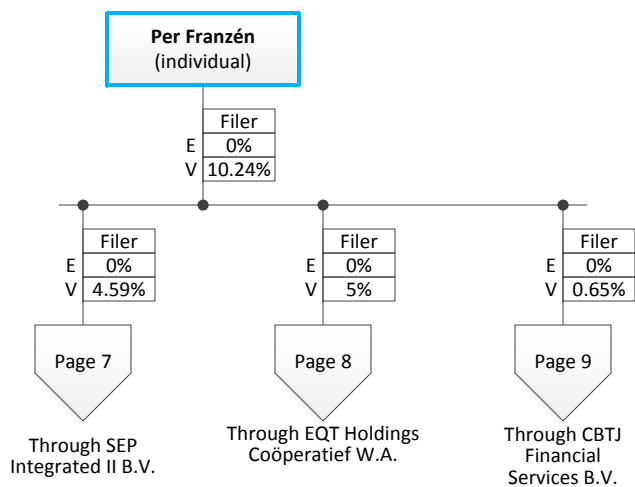 Per Franzén
(individual)
Filer
E 0%
V 10.24%
Filer
E 0%
V 4.59%
Filer
E 0%
V 5%
Filer
E 0%
V 0.65%
Page 7
Page 8
Page 9
Through SEP
Integrated II B.V.
Through EQT Holdings
Coöperatief W.A.
Through CBTJ
Financial
Services B.V.